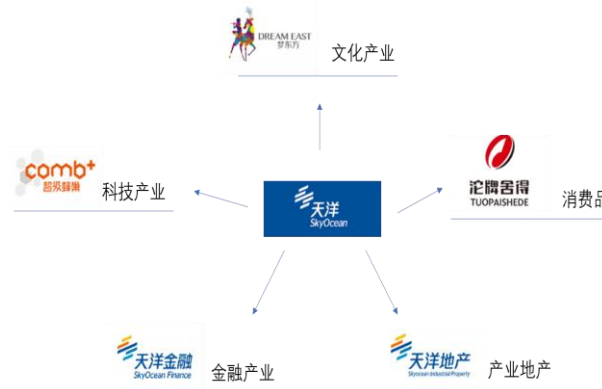 DREAM EAST
梦东方
文化产业
comb+
超级蜂巢
科技产业
天洋
SkyOcean
沱牌舍得
TUOPAISHEDE
消费品
天洋金融
SkyOcean Finance
金融产业
天洋地产
Skyocean Industrial Property
产业地产